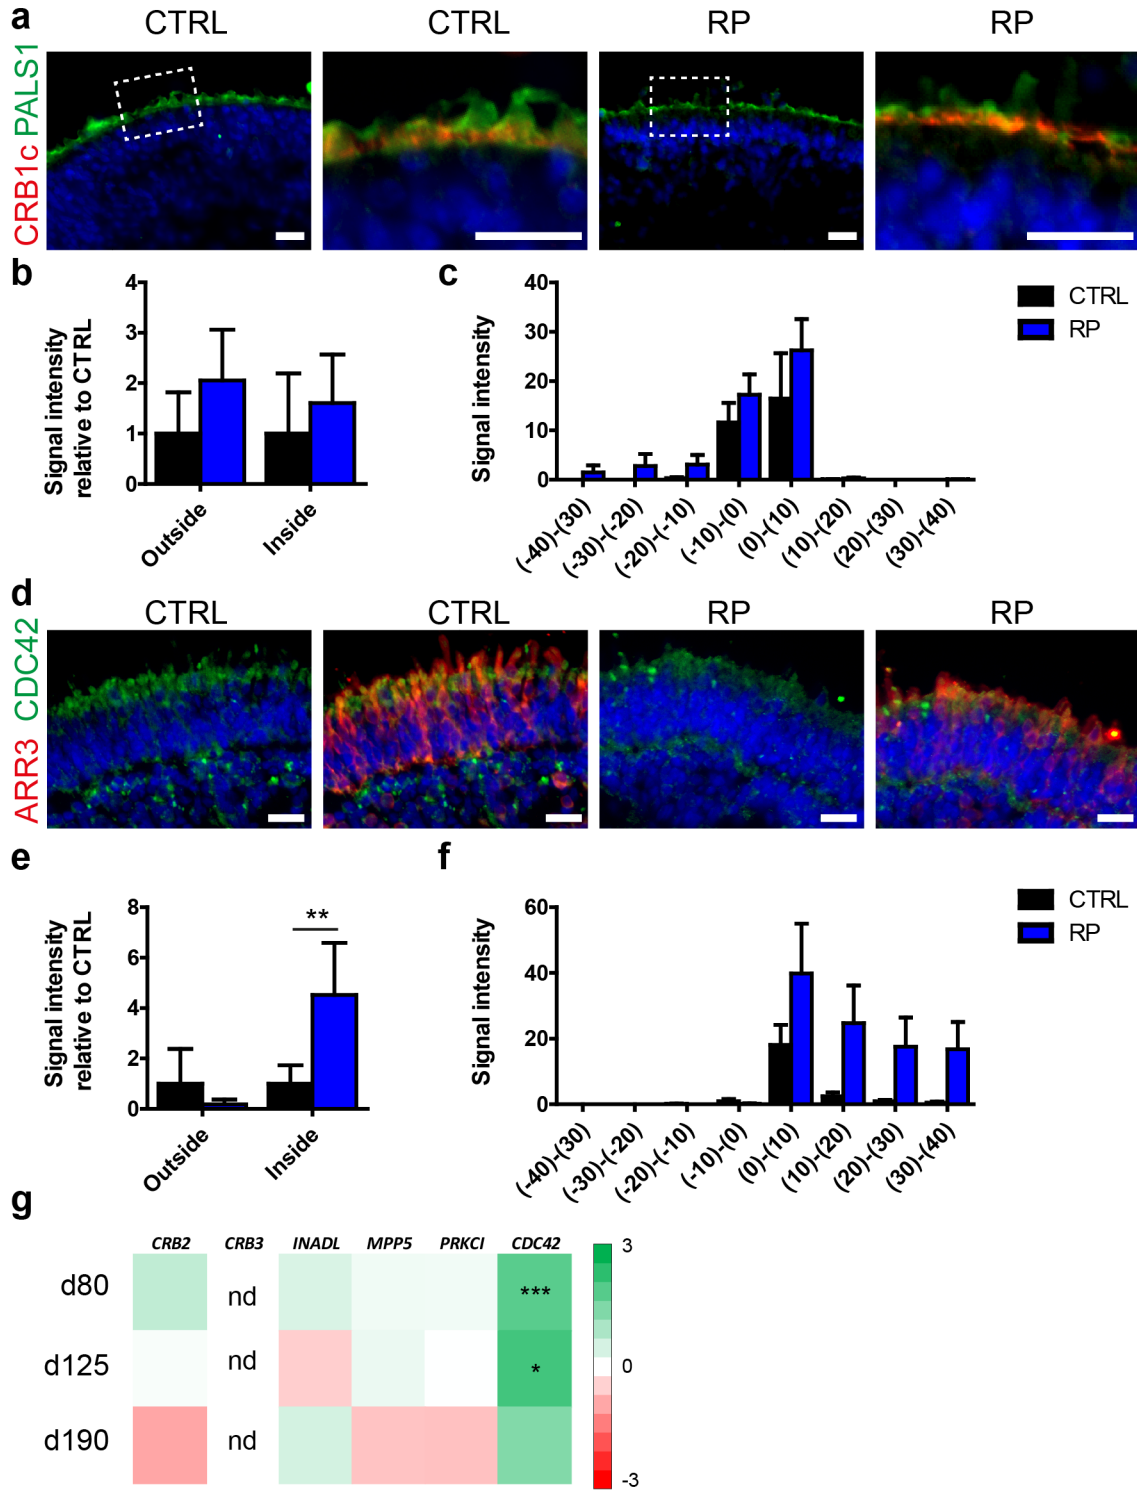 a
CTRL CTRL RP RP
CRB1c PALS1
b
Signal intensity
relative to CTRL
4
3
2
1
0
Outside Inside
c
Signal intensity
40
30
20
10
0
(-40)-(30) (-30)-(-20) (-20)-(-10) (-10)-(0) (0)-(10) (10)-(20) (20)-(30) (30)-(40)
CTRL
RP
d
CTRL CTRL RP RP
ARR3 CDC42
e
Signal intensity
relative to CTRL
8
6
4
2
0
**
Outside Inside
f
Signal intensity
60
40
20
0
(-40)-(30) (-30)-(-20) (-20)-(-10) (-10)-(0) (0)-(10) (10)-(20) (20)-(30) (30)-(40)
CTRL
RP
g
CRB2 CRB3 INADL MPP5 PRKCI CDC42
d80 nd ***
d125 nd *
d190 nd
3
0
-3